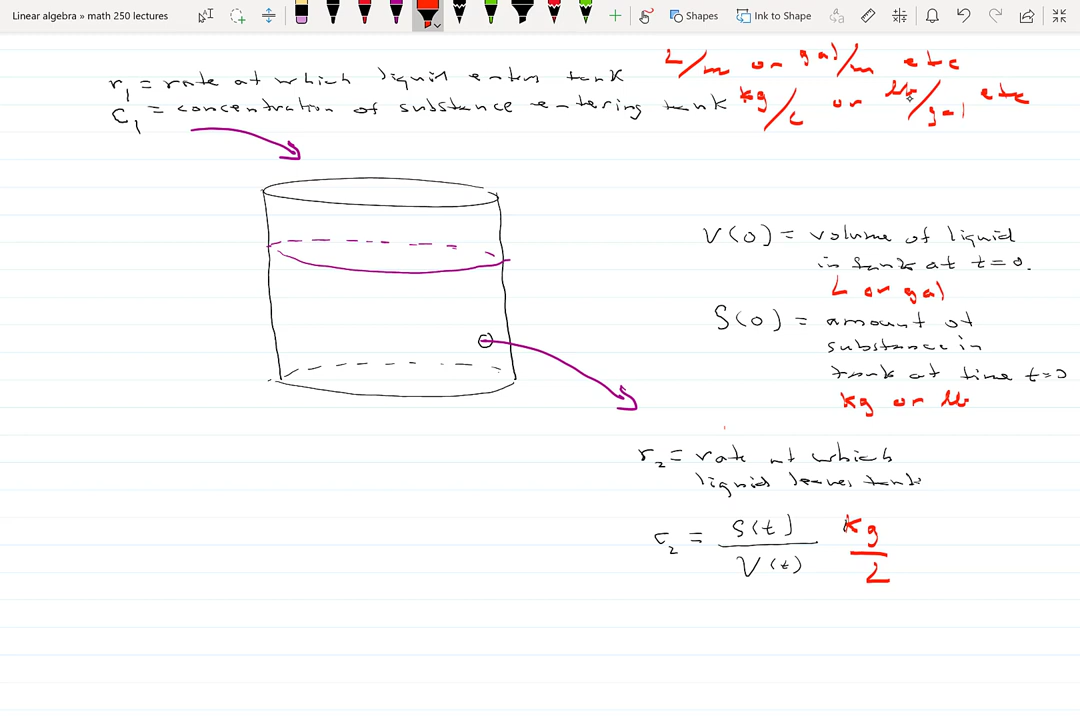 Linear algebra » math 250 lectures
Shapes
Ink to Shape
r₁ = rate at which liquid enters tank L/m or gal/m etc
C₁ = concentration of substance entering tank kg/L or lb/gal etc
V(0) = volume of liquid
in tank at t=0.
L or gal
S(0) = amount of
substance in
tank at time t=0
kg or lb
r₂ = rate at which
liquid leaves tank
c₂ = S(t)/V(t) kg/L